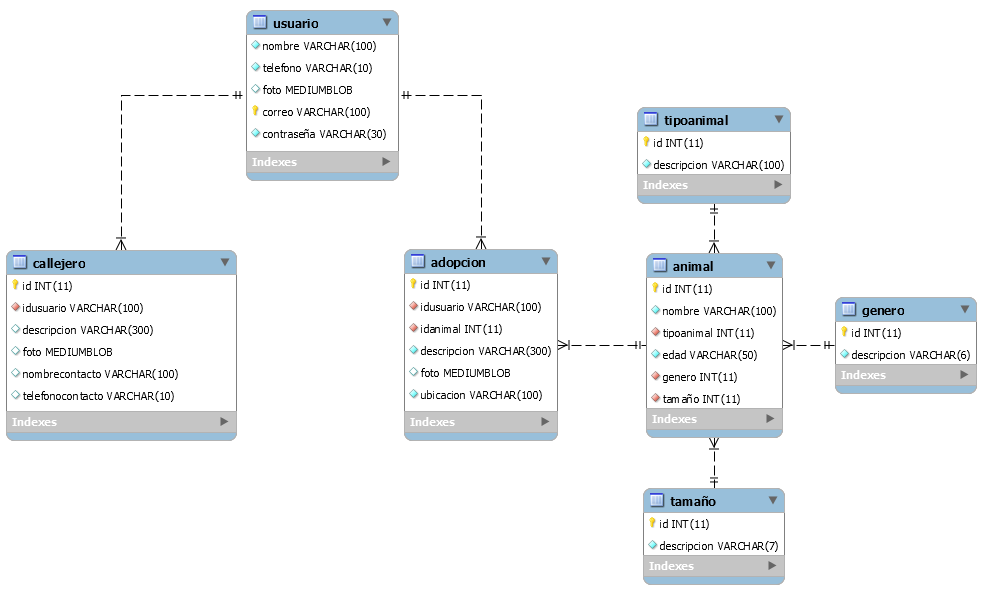 usuario
nombre VARCHAR(100)
telefono VARCHAR(10)
foto MEDIUMBLOB
correo VARCHAR(100)
contraseña VARCHAR(30)
Indexes
callejero
id INT(11)
idusuario VARCHAR(100)
descripcion VARCHAR(300)
foto MEDIUMBLOB
nombrecontacto VARCHAR(100)
telefonocontacto VARCHAR(10)
Indexes
adopcion
id INT(11)
idusuario VARCHAR(100)
idanimal INT(11)
descripcion VARCHAR(300)
foto MEDIUMBLOB
ubicacion VARCHAR(100)
Indexes
tipoanimal
id INT(11)
descripcion VARCHAR(100)
Indexes
animal
id INT(11)
nombre VARCHAR(100)
tipoanimal INT(11)
edad VARCHAR(50)
genero INT(11)
tamaño INT(11)
Indexes
genero
id INT(11)
descripcion VARCHAR(6)
Indexes
tamaño
id INT(11)
descripcion VARCHAR(7)
Indexes